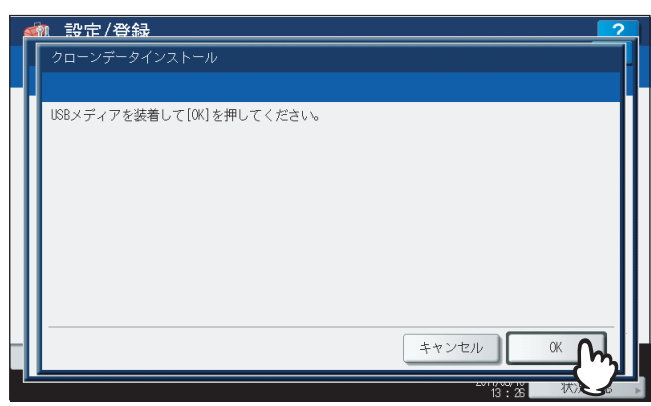 設定/登録
?
クローンデータインストール
USBメディアを装着して[OK]を押してください。
キャンセル
OK
13：26